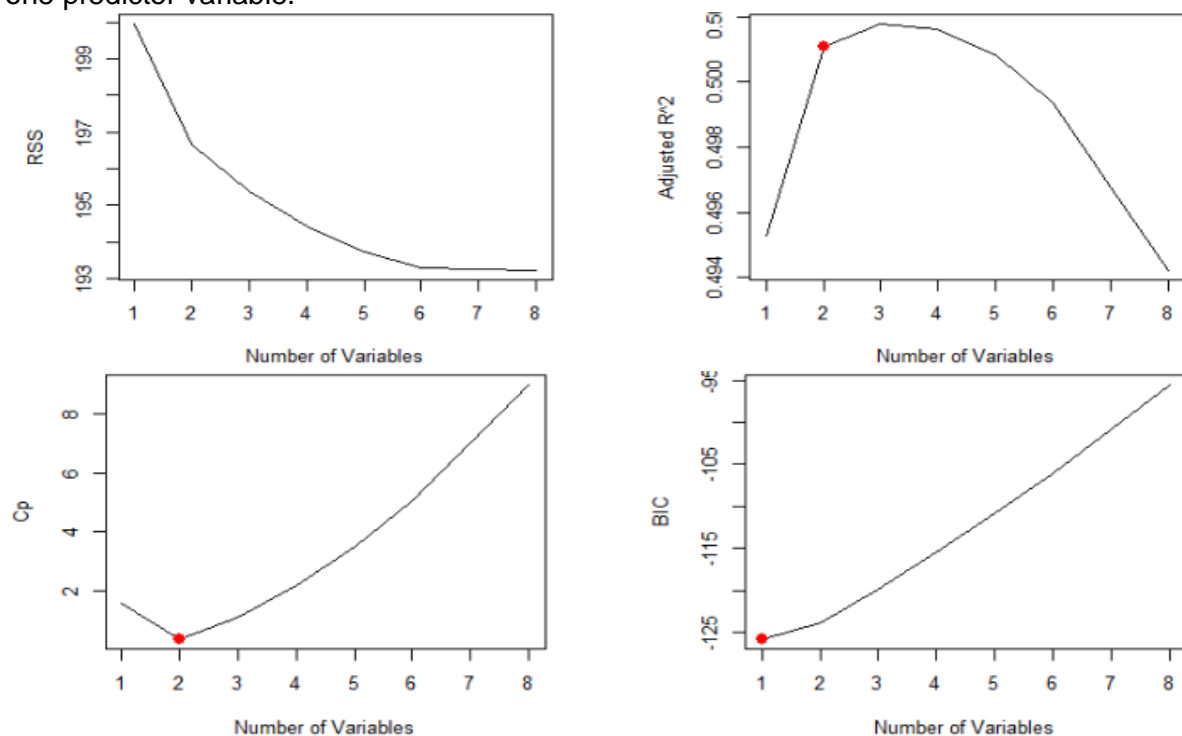 one predictor variable.
199
197
195
193
RSS
1 2 3 4 5 6 7 8
Number of Variables
0.500
0.498
0.496
0.494
Adjusted R^2
1 2 3 4 5 6 7 8
Number of Variables
8
6
4
2
Cp
1 2 3 4 5 6 7 8
Number of Variables
-95
-105
-115
-125
BIC
1 2 3 4 5 6 7 8
Number of Variables